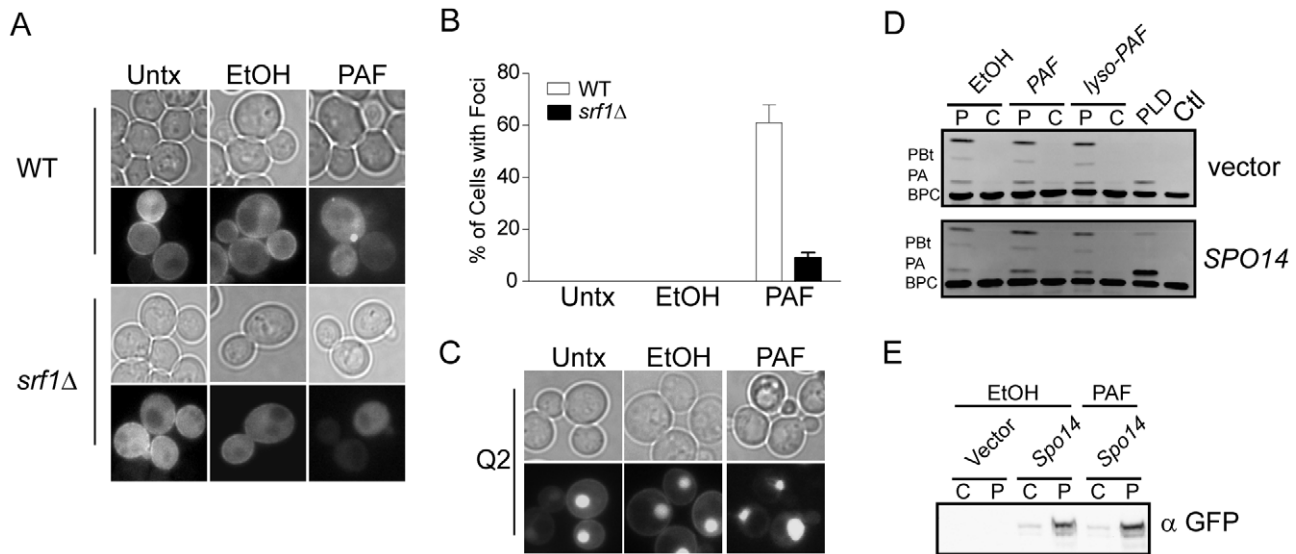 A
Untx EtOH PAF
WT
srf1Δ
B
% of Cells with Foci
80
60
40
20
0
WT
srf1Δ
Untx EtOH PAF
C
Untx EtOH PAF
Q2
D
EtOH PAF lyso-PAF PLD Ctl
P C P C P C
PBt
PA
BPC
vector
PBt
PA
BPC
SPO14
E
EtOH PAF
Vector Spo14 Spo14
C P C P C P
α GFP